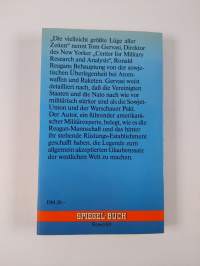 „Die vielleicht größte Lüge aller
Zeiten“ nennt Tom Gervasi, Direktor
des New Yorker „Center for Military
Research and Analysis“, Ronald
Reagans Behauptung von der sowje-
tischen Überlegenheit bei Atom-
waffen und Raketen. Gervasi weist
detailliert nach, daß die Vereinigten
Staaten und die Nato nach wie vor
militärisch stärker sind als die Sowjet-
Union und der Warschauer Pakt.
Der Autor, ein führender amerikani-
scher Militärexperte, belegt, wie es die
Reagan-Mannschaft und das hinter
ihr stehende Rüstungs-Establishment
geschafft haben, die Legende zum
allgemein akzeptierten Glaubenssatz
der westlichen Welt zu machen.
SPIEGEL-BUCH